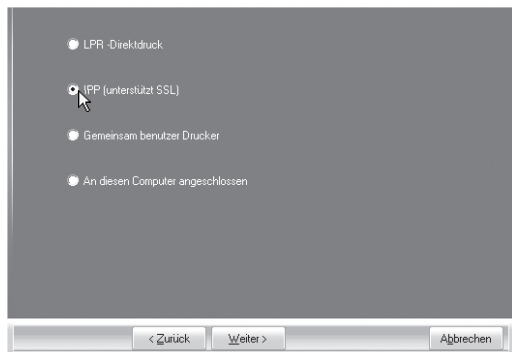 LPR -Direktdruck
IPP (unterstützt SSL)
Gemeinsam benutzer Drucker
An diesen Computer angeschlossen
< Zurück Weiter > Abbrechen